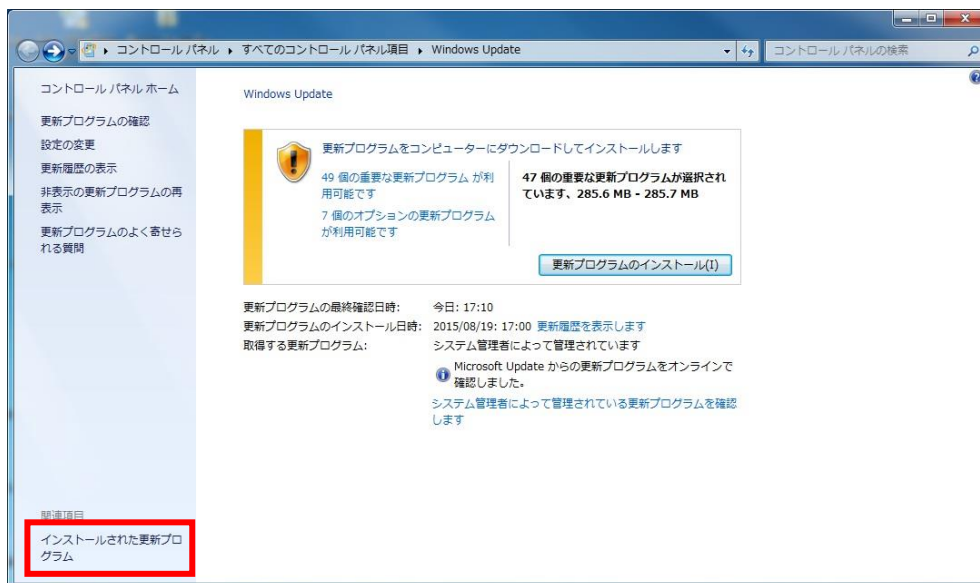 コントロール パネル ▸ すべてのコントロール パネル項目 ▸ Windows Update
コントロール パネルの検索
コントロール パネル ホーム
更新プログラムの確認
設定の変更
更新履歴の表示
非表示の更新プログラムの再
表示
更新プログラムのよく寄せら
れる質問
Windows Update
更新プログラムをコンピューターにダウンロードしてインストールします
49 個の重要な更新プログラム が利
用可能です
7 個のオプションの更新プログラム
が利用可能です
47 個の重要な更新プログラムが選択され
ています、285.6 MB - 285.7 MB
更新プログラムのインストール(I)
更新プログラムの最終確認日時: 今日: 17:10
更新プログラムのインストール日時: 2015/08/19: 17:00 更新履歴を表示します
取得する更新プログラム: システム管理者によって管理されています
Microsoft Update からの更新プログラムをオンラインで
確認しました。
システム管理者によって管理されている更新プログラムを確認
します
関連項目
インストールされた更新プロ
グラム